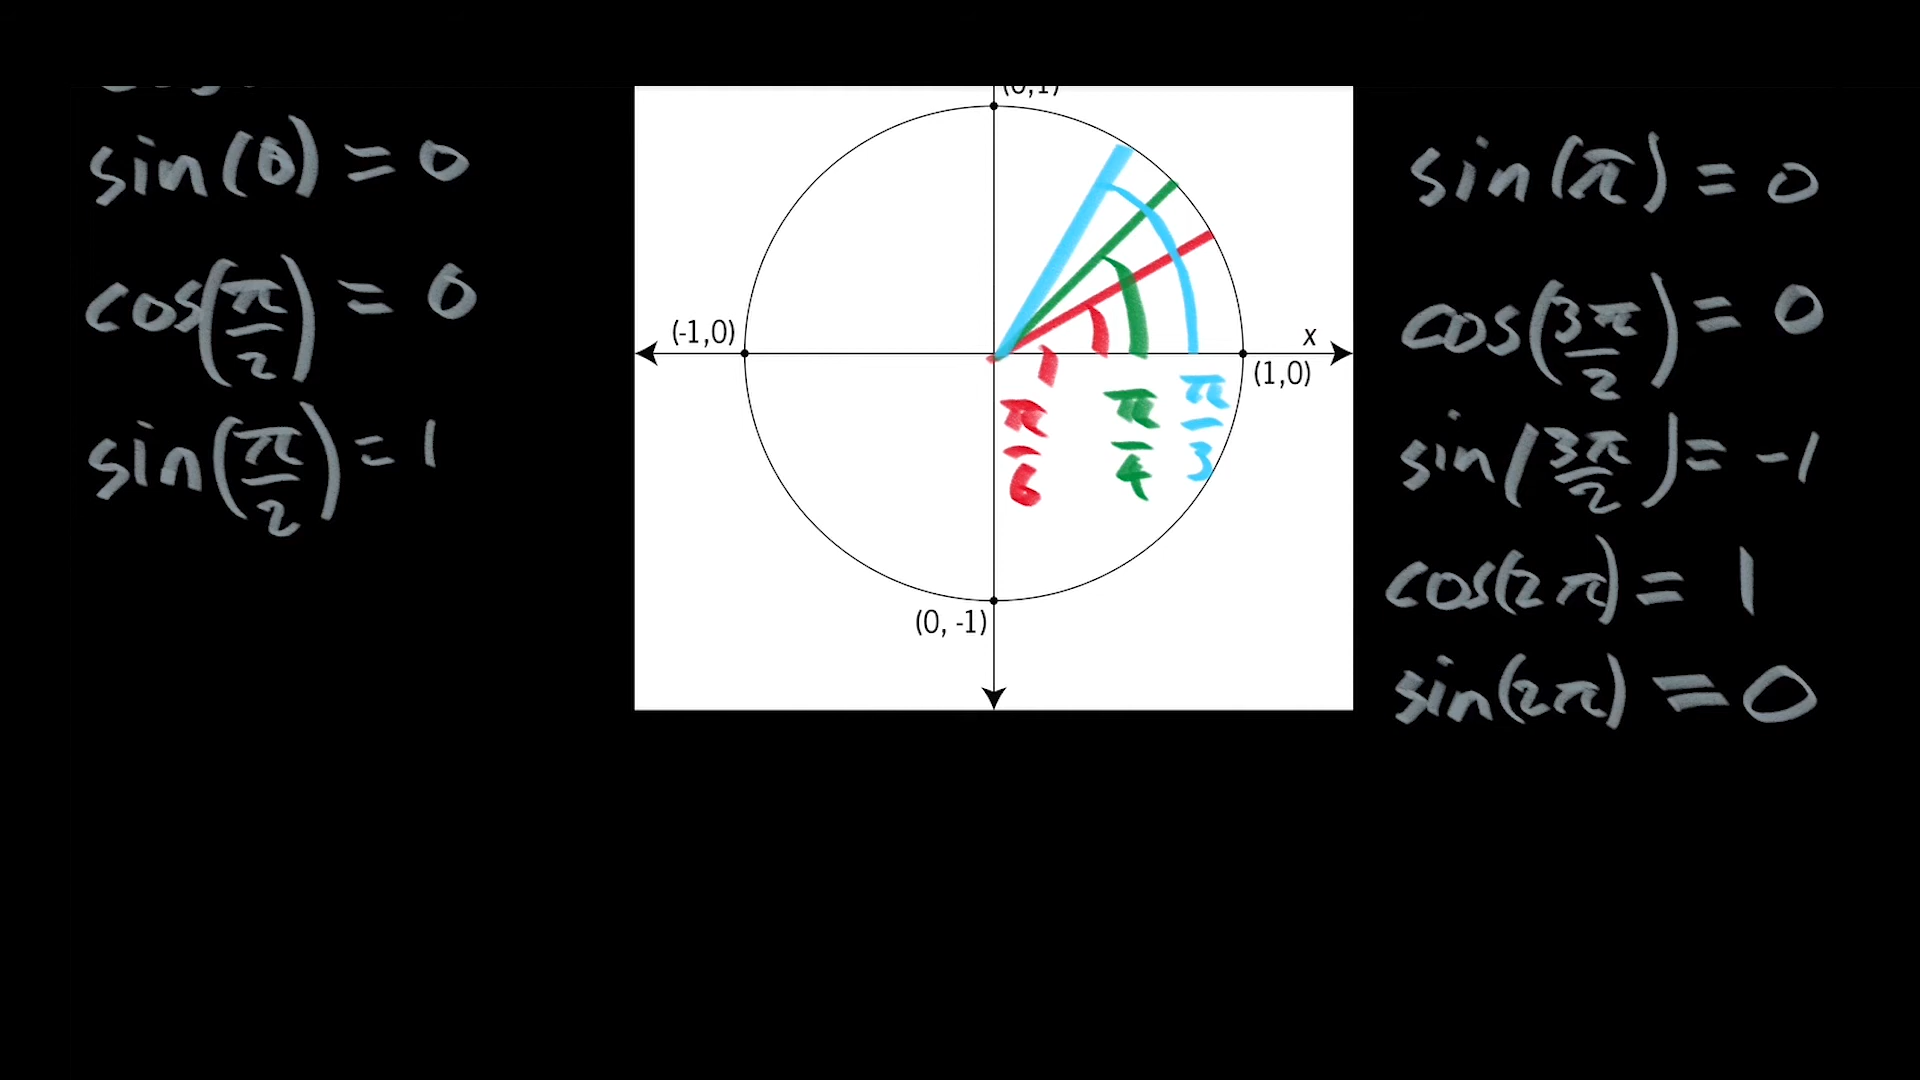 sin(0) = 0
cos(π/2) = 0
sin(π/2) = 1
(0,1)
(-1,0)
x
(1,0)
π/6
π/4
π/3
(0, -1)
sin(π) = 0
cos(3π/2) = 0
sin(3π/2) = -1
cos(2π) = 1
sin(2π) = 0